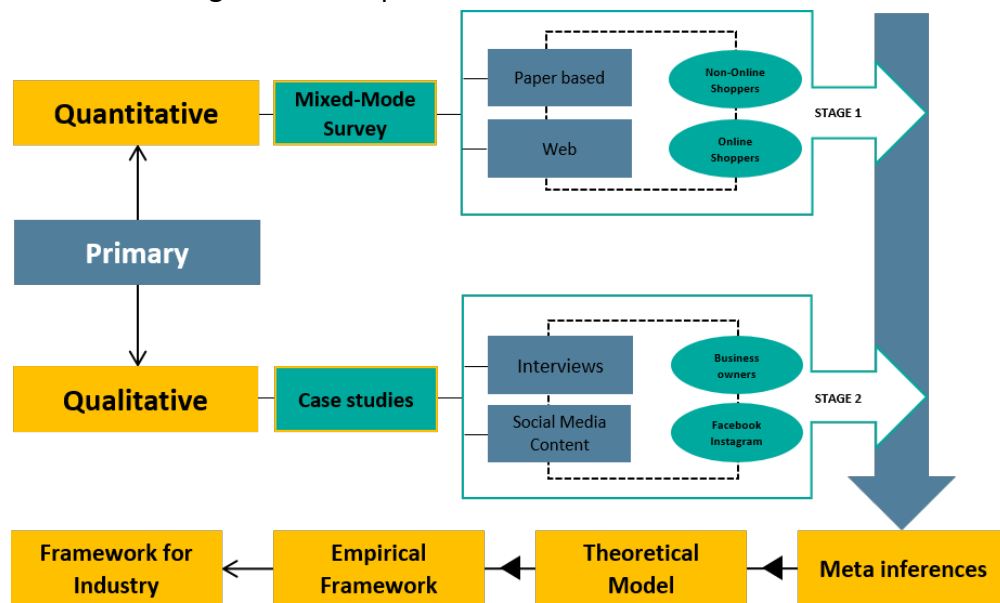 Quantitative
Mixed-Mode
Survey
Paper based
Web
Non-Online
Shoppers
Online
Shoppers
STAGE 1
Primary
Qualitative
Case studies
Interviews
Social Media
Content
Business
owners
Facebook
Instagram
STAGE 2
Framework for
Industry
Empirical
Framework
Theoretical
Model
Meta inferences